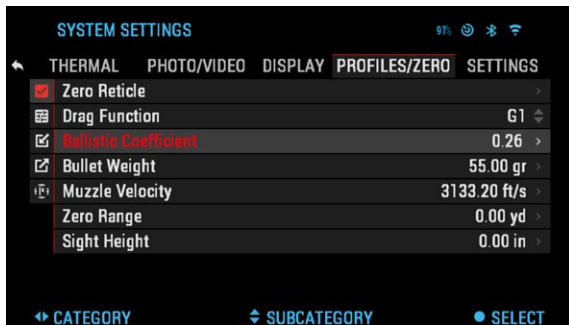 SYSTEM SETTINGS 91%
THERMAL PHOTO/VIDEO DISPLAY PROFILES/ZERO SETTINGS
Zero Reticle
Drag Function G1
Ballistic Coefficient 0.26
Bullet Weight 55.00 gr
Muzzle Velocity 3133.20 ft/s
Zero Range 0.00 yd
Sight Height 0.00 in
CATEGORY SUBCATEGORY SELECT